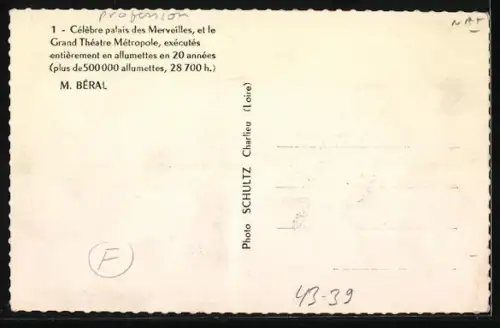 profession
1 - Célèbre palais des Merveilles, et le
Grand Théatre Métropole, exécutés
entièrement en allumettes en 20 années
(plus de 500 000 allumettes, 28 700 h.)
M. BÉRAL
Photo SCHULTZ Charlieu (Loire)
F
43-39